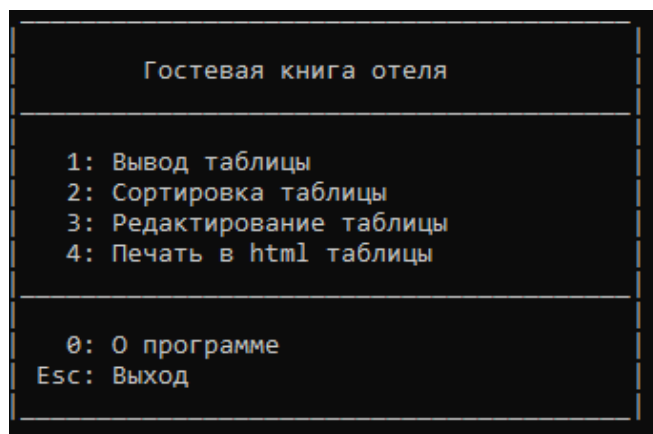 Гостевая книга отеля
1: Вывод таблицы
2: Сортировка таблицы
3: Редактирование таблицы
4: Печать в html таблицы
0: О программе
Esc: Выход